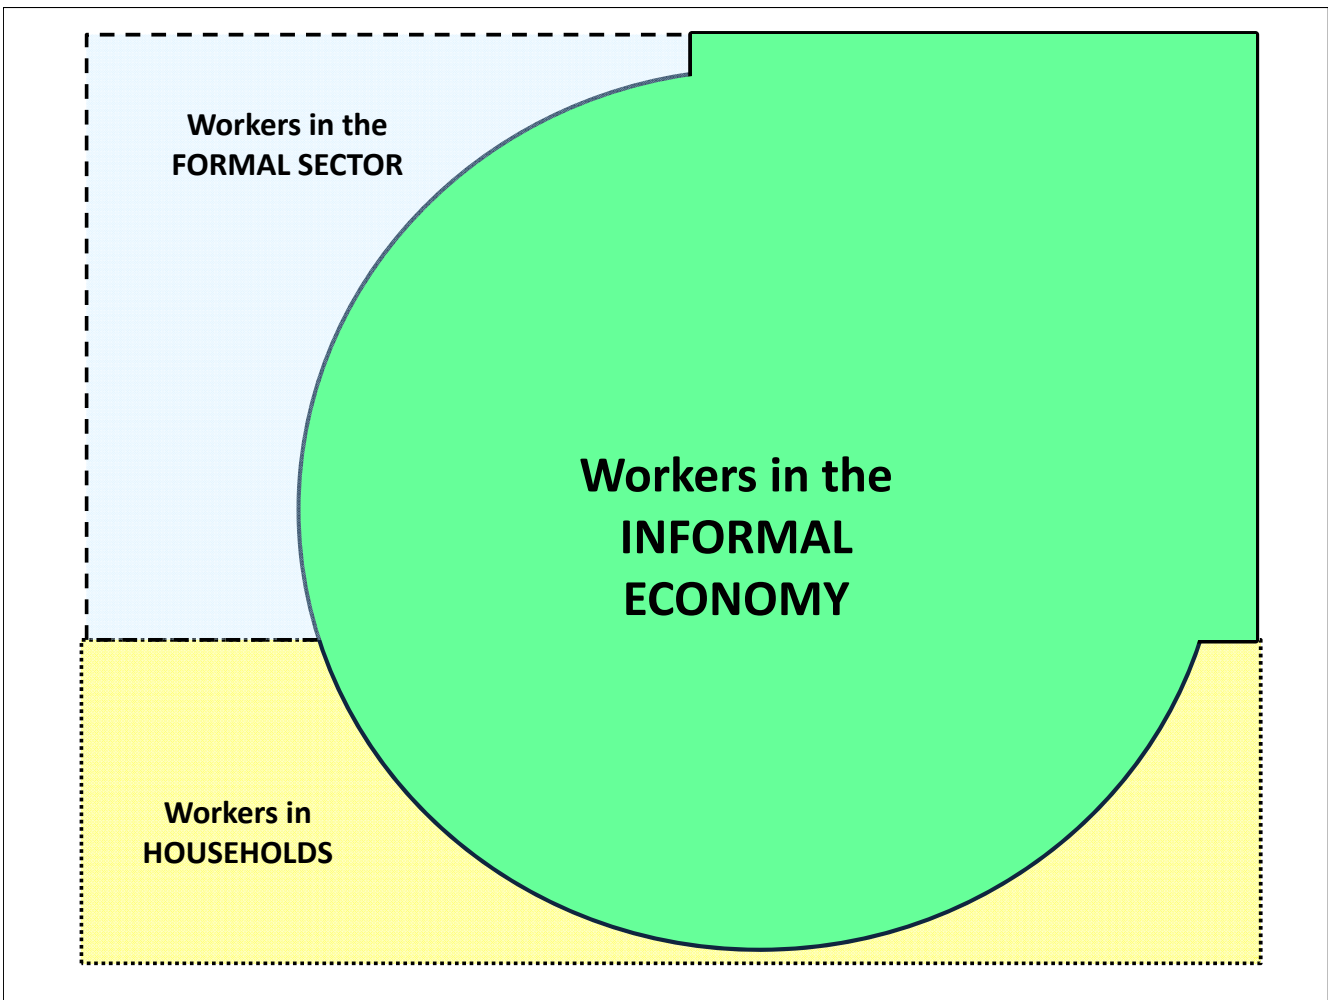 Workers in the
FORMAL SECTOR
Workers in the
INFORMAL
ECONOMY
Workers in
HOUSEHOLDS